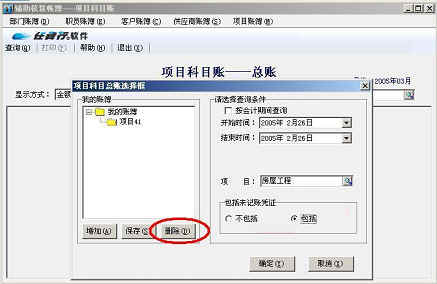 辅助核算账簿——项目科目账
部门账簿 职员账簿 客户账簿 供应商账簿 项目账簿
任我行软件
查询(Q) 打印(P) 帮助(H) 退出(X)
项目科目账——总账
2005年03月
显示方式: 金额
项目科目总账选择框
我的账簿
我的账簿
项目41
请选择查询条件
按会计期间查询
开始时间: 2005年 2月26日
结束时间: 2005年 2月26日
项 目: 房屋工程
包括未记账凭证
不包括 包括
增加(A) 保存(S) 删除(D)
确定(Y) 取消(X)